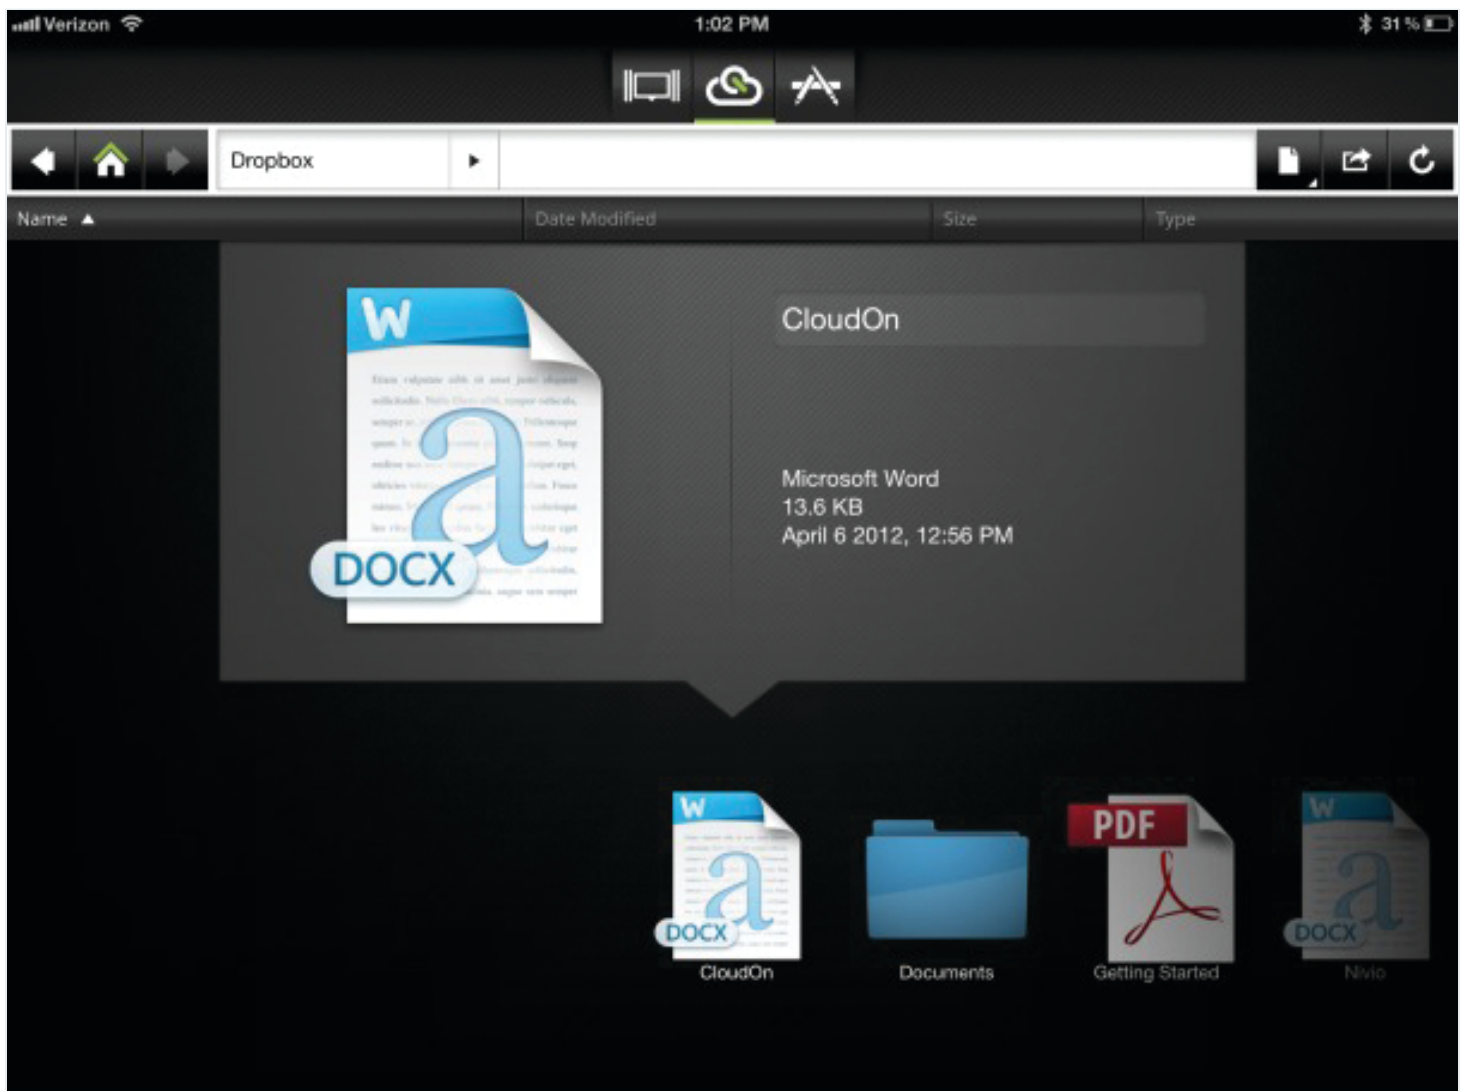 Verizon
1:02 PM
31%
Dropbox
Name
Date Modified
Size
Type
W
a
DOCX
CloudOn
Microsoft Word
13.6 KB
April 6 2012, 12:56 PM
W
a
DOCX
CloudOn
Documents
PDF
Getting Started
W
a
DOCX
Nivio